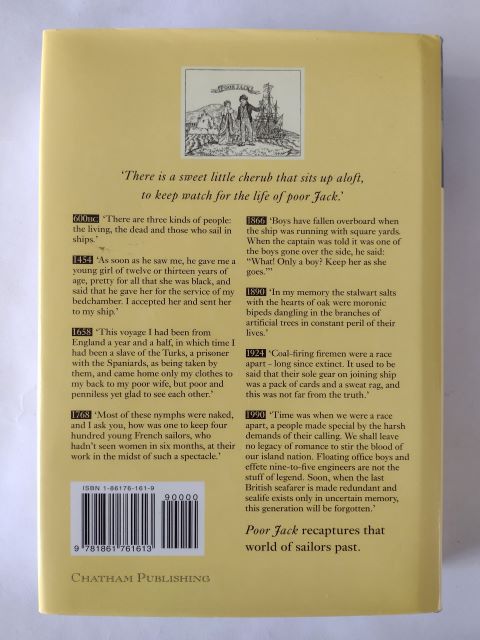 POOR JACK
‘There is a sweet little cherub that sits up aloft,
to keep watch for the life of poor Jack.’
600BC ‘There are three kinds of people:
the living, the dead and those who sail in
ships.’
1454 ‘As soon as he saw me, he gave me a
young girl of twelve or thirteen years of
age, pretty for all that she was black, and
said that he gave her for the service of my
bedchamber. I accepted her and sent her
to my ship.’
1658 ‘This voyage I had been from
England a year and a half, in which time I
had been a slave of the Turks, a prisoner
with the Spaniards, as being taken by
them, and came home only my clothes to
my back to my poor wife, but poor and
penniless yet glad to see each other.’
1768 ‘Most of these nymphs were naked,
and I ask you, how was one to keep four
hundred young French sailors, who
hadn’t seen women in six months, at their
work in the midst of such a spectacle.’
1866 ‘Boys have fallen overboard when
the ship was running with square yards.
When the captain was told it was one of
the boys gone over the side, he said:
“What! Only a boy? Keep her as she
goes.”’
1890 ‘In my memory the stalwart salts
with the hearts of oak were moronic
bipeds dangling in the branches of
artificial trees in constant peril of their
lives.’
1924 ‘Coal-firing firemen were a race
apart – long since extinct. It used to be
said that their sole gear on joining ship
was a pack of cards and a sweat rag, and
this was not far from the truth.’
1990 ‘Time was when we were a race
apart, a people made special by the harsh
demands of their calling. We shall leave
no legacy of romance to stir the blood of
our island nation. Floating office boys and
effete nine-to-five engineers are not the
stuff of legend. Soon, when the last
British seafarer is made redundant and
sealife exists only in uncertain memory,
this generation will be forgotten.’
Poor Jack recaptures that
world of sailors past.
ISBN 1-86176-161-9
90000
9 781861 761613
CHATHAM PUBLISHING